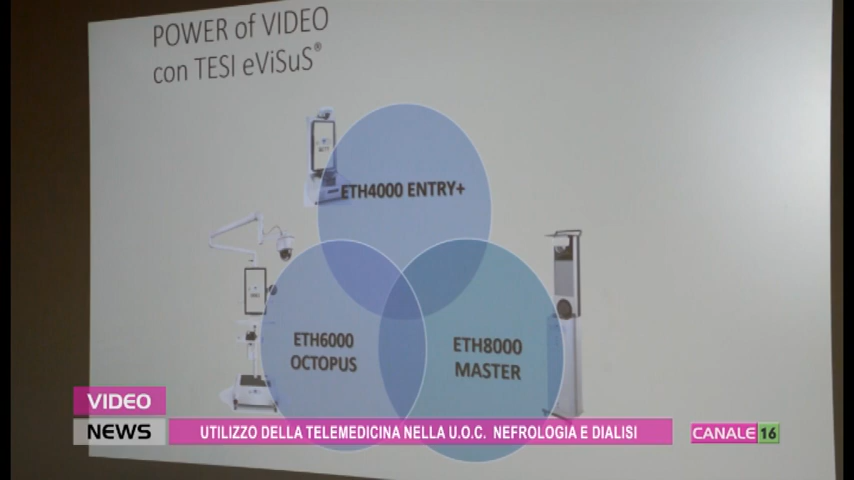 POWER of VIDEO
con TESI eViSuS®
ETH4000 ENTRY+
ETH6000
OCTOPUS
ETH8000
MASTER
VIDEO
NEWS
UTILIZZO DELLA TELEMEDICINA NELLA U.O.C. NEFROLOGIA E DIALISI
CANALE 16